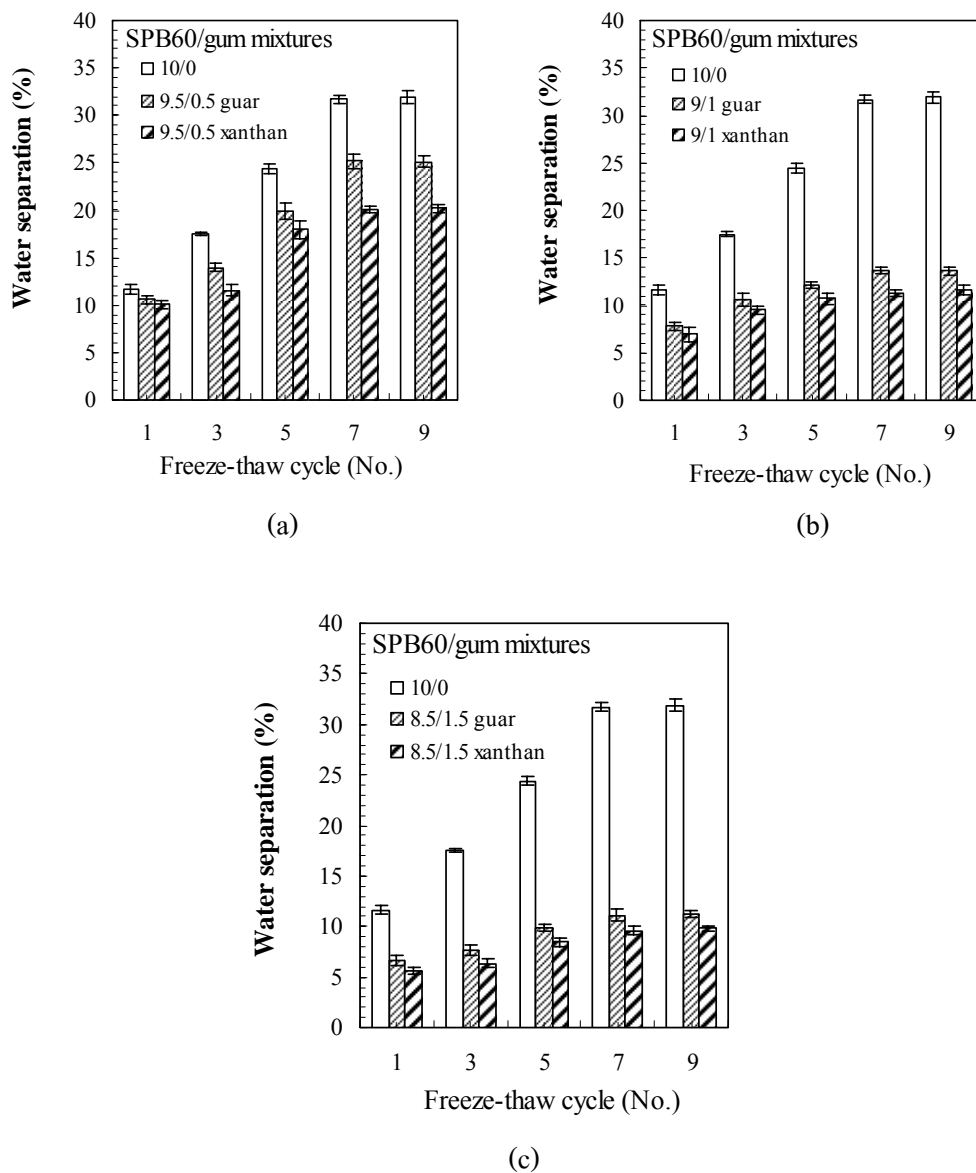 SPB60/gum mixtures
10/0
9.5/0.5 guar
9.5/0.5 xanthan
Water separation (%)
40
35
30
25
20
15
10
5
0
1 3 5 7 9
Freeze-thaw cycle (No.)
(a)
SPB60/gum mixtures
10/0
9/1 guar
9/1 xanthan
Water separation (%)
40
35
30
25
20
15
10
5
0
1 3 5 7 9
Freeze-thaw cycle (No.)
(b)
SPB60/gum mixtures
10/0
8.5/1.5 guar
8.5/1.5 xanthan
Water separation (%)
40
35
30
25
20
15
10
5
0
1 3 5 7 9
Freeze-thaw cycle (No.)
(c)